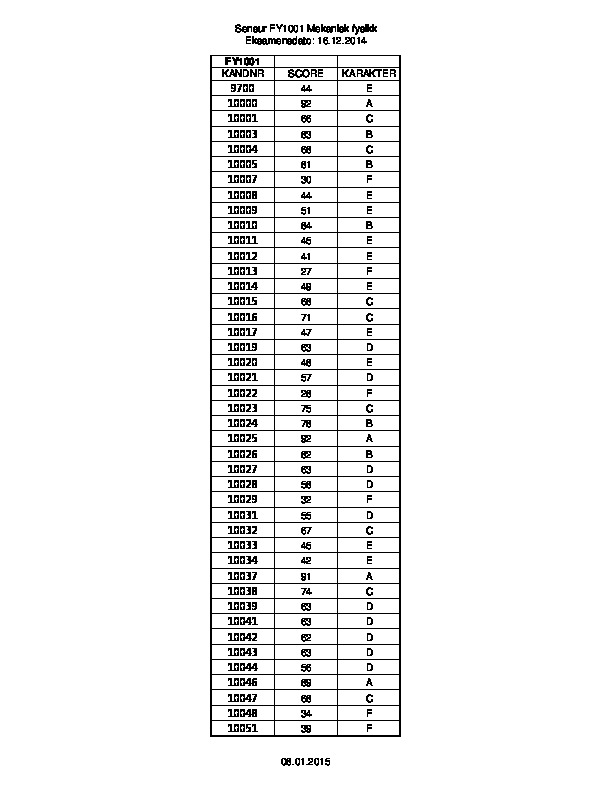 Sensur FY1001 Mekanisk fysikk
Eksamensdato: 16.12.2014
FY1001
KANDNR SCORE KARAKTER
9700 44 E
10000 92 A
10001 66 C
10003 83 B
10004 68 C
10005 81 B
10007 30 F
10008 44 E
10009 51 E
10010 84 B
10011 45 E
10012 41 E
10013 27 F
10014 49 E
10015 68 C
10016 71 C
10017 47 E
10019 63 D
10020 E
10021 57 D
10022 F
10023 75 C
10024 78 B
10025 92 A
10026 82 B
10027 63 D
10028 D
10029 32 F
10031 55 D
10032 67 C
10033 45 E
10034 42 E
10037 91 A
10038 74 C
10039 63 D
10041 63 D
10042 62 D
10043 63 D
10044 56 D
10046 89 A
10047 68 C
10048 34 F
10051 39 F
08.01.2015